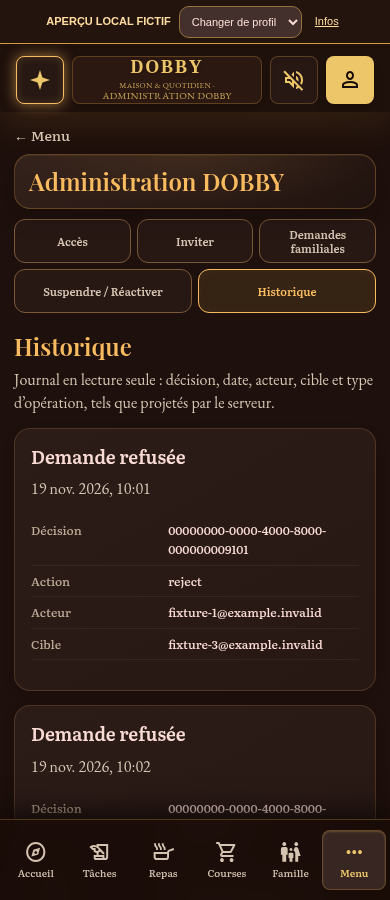 APERÇU LOCAL FICTIF Changer de profil Infos
DOBBY
MAISON & QUOTIDIEN ·
ADMINISTRATION DOBBY
← Menu
Administration DOBBY
Accès
Inviter
Demandes
familiales
Suspendre / Réactiver
Historique
Historique
Journal en lecture seule : décision, date, acteur, cible et type
d’opération, tels que projetés par le serveur.
Demande refusée
19 nov. 2026, 10:01
Décision 00000000-0000-4000-8000-
000000009101
Action reject
Acteur fixture-1@example.invalid
Cible fixture-3@example.invalid
Demande refusée
19 nov. 2026, 10:02
Décision 00000000-0000-4000-8000-
Accueil Tâches Repas Courses Famille Menu